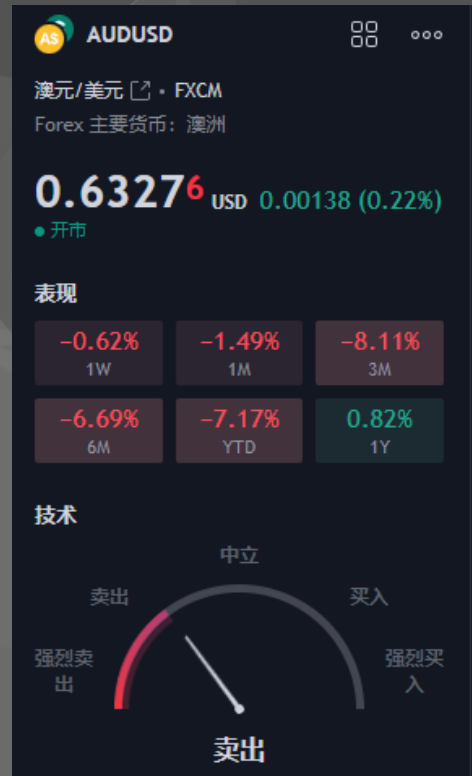 AS AUDUSD
澳元/美元 • FXCM
Forex 主要货币：澳洲
0.63276 USD 0.00138 (0.22%)
开市
表现
−0.62% −1.49% −8.11%
1W 1M 3M
−6.69% −7.17% 0.82%
6M YTD 1Y
技术
中立
卖出 买入
强烈卖 强烈买
出 入
卖出